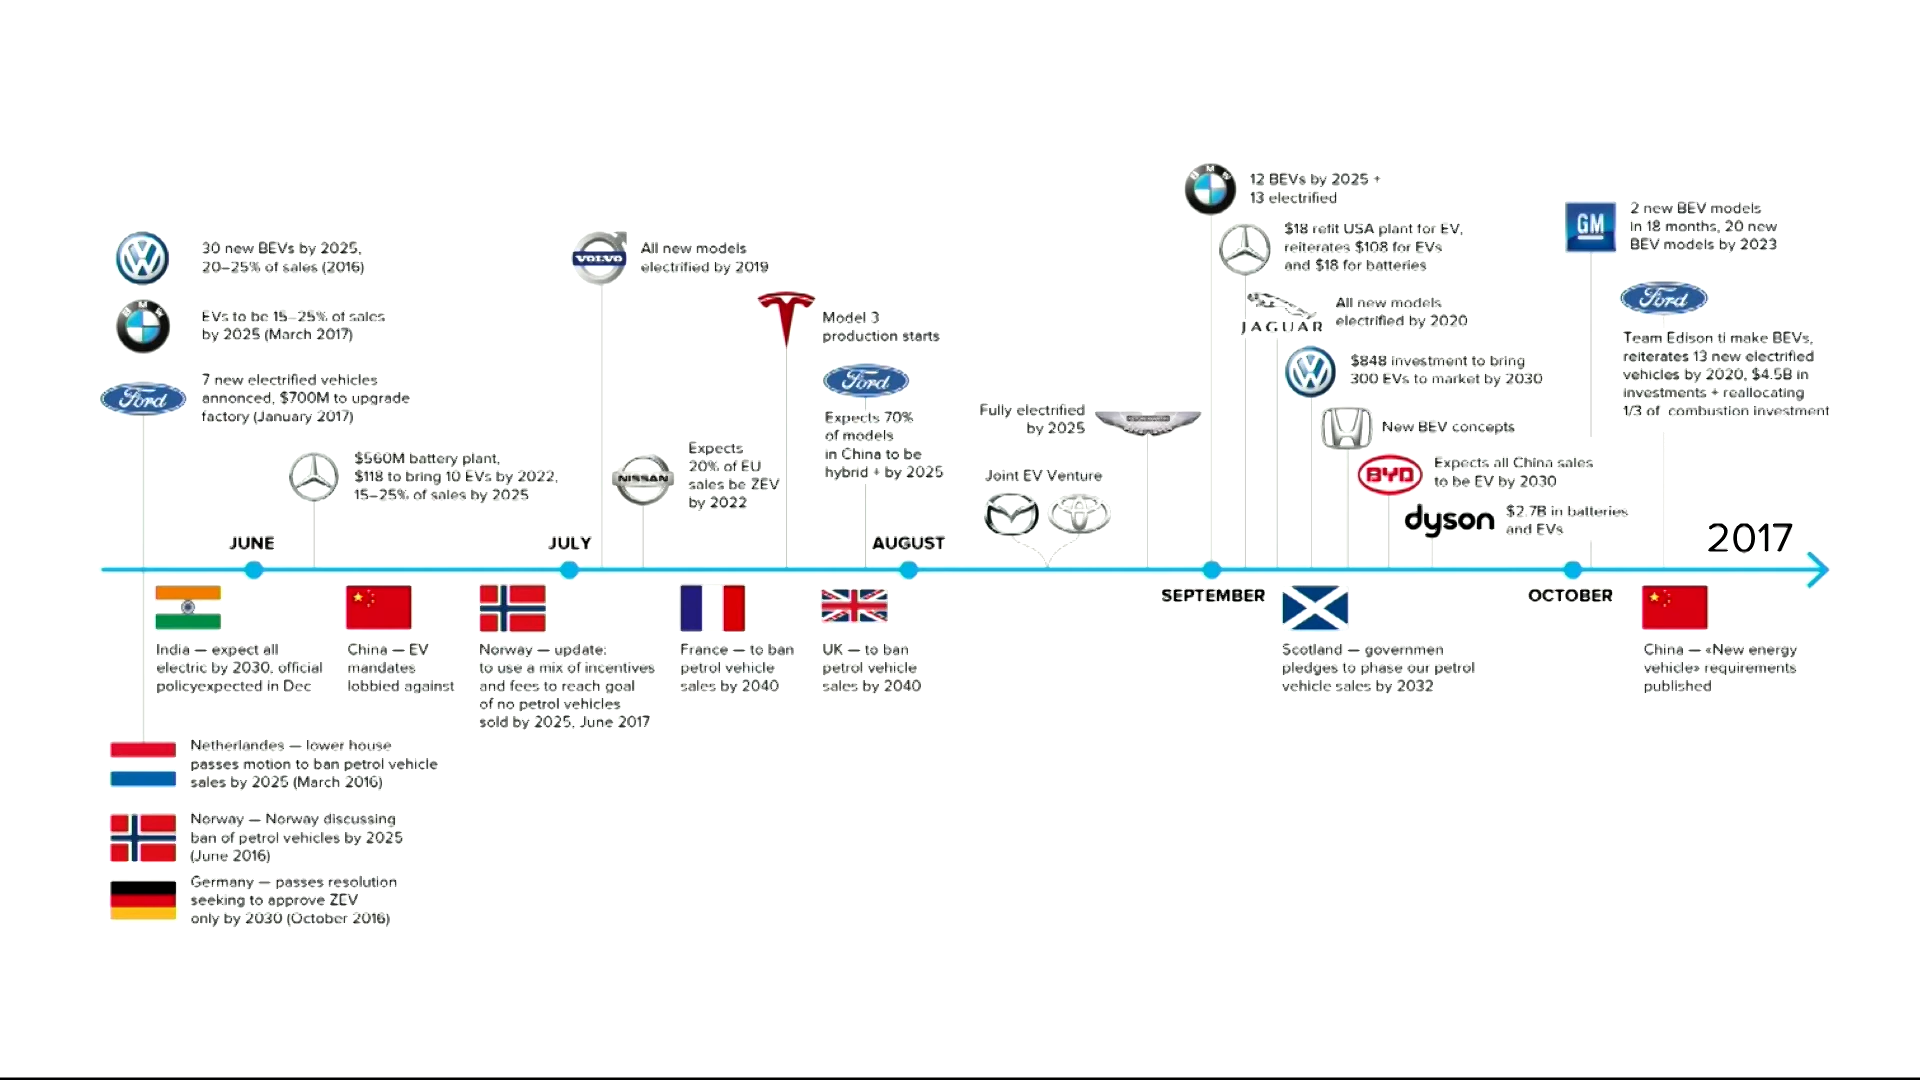 12 BEVs by 2025 +
13 electrified
$18 refit USA plant for EV,
reiterates $108 for EVs
and $18 for batteries
2 new BEV models
In 18 months, 20 new
BEV models by 2023
GM
30 new BEVs by 2025,
20–25% of sales (2016)
VOLVO
All new models
electrified by 2019
BMW
EVs to be 15–25% of sales
by 2025 (March 2017)
Model 3
production starts
JAGUAR
All new models
electrified by 2020
Ford
Team Edison ti make BEVs,
reiterates 13 new electrified
vehicles by 2020, $4.5B in
investments + reallocating
1/3 of combustion investment
Ford
7 new electrified vehicles
annonced, $700M to upgrade
factory (January 2017)
Ford
Expects 70%
of models
in China to be
hybrid + by 2025
$848 investment to bring
300 EVs to market by 2030
Fully electrified
by 2025
New BEV concepts
$560M battery plant,
$118 to bring 10 EVs by 2022,
15–25% of sales by 2025
NISSAN
Expects
20% of EU
sales be ZEV
by 2022
Joint EV Venture
BYD
Expects all China sales
to be EV by 2030
dyson
$2.7B in batteries
and EVs
JUNE
JULY
AUGUST
SEPTEMBER
OCTOBER
2017
India — expect all
electric by 2030, official
policyexpected in Dec
China — EV
mandates
lobbied against
Norway — update:
to use a mix of incentives
and fees to reach goal
of no petrol vehicles
sold by 2025, June 2017
France — to ban
petrol vehicle
sales by 2040
UK — to ban
petrol vehicle
sales by 2040
Scotland — governmen
pledges to phase our petrol
vehicle sales by 2032
China — «New energy
vehicle» requirements
published
Netherlandes — lower house
passes motion to ban petrol vehicle
sales by 2025 (March 2016)
Norway — Norway discussing
ban of petrol vehicles by 2025
(June 2016)
Germany — passes resolution
seeking to approve ZEV
only by 2030 (October 2016)